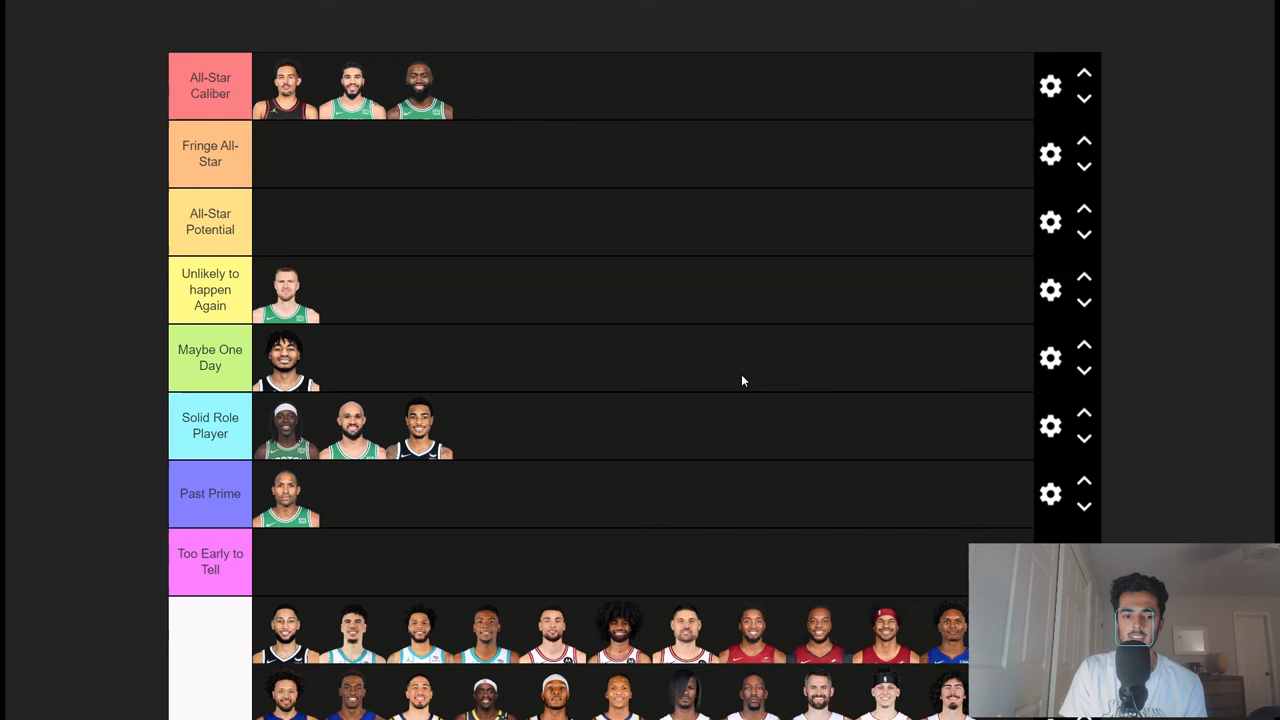 All-Star
Caliber
Fringe All-
Star
All-Star
Potential
Unlikely to
happen
Again
Maybe One
Day
Solid Role
Player
Past Prime
Too Early to
Tell